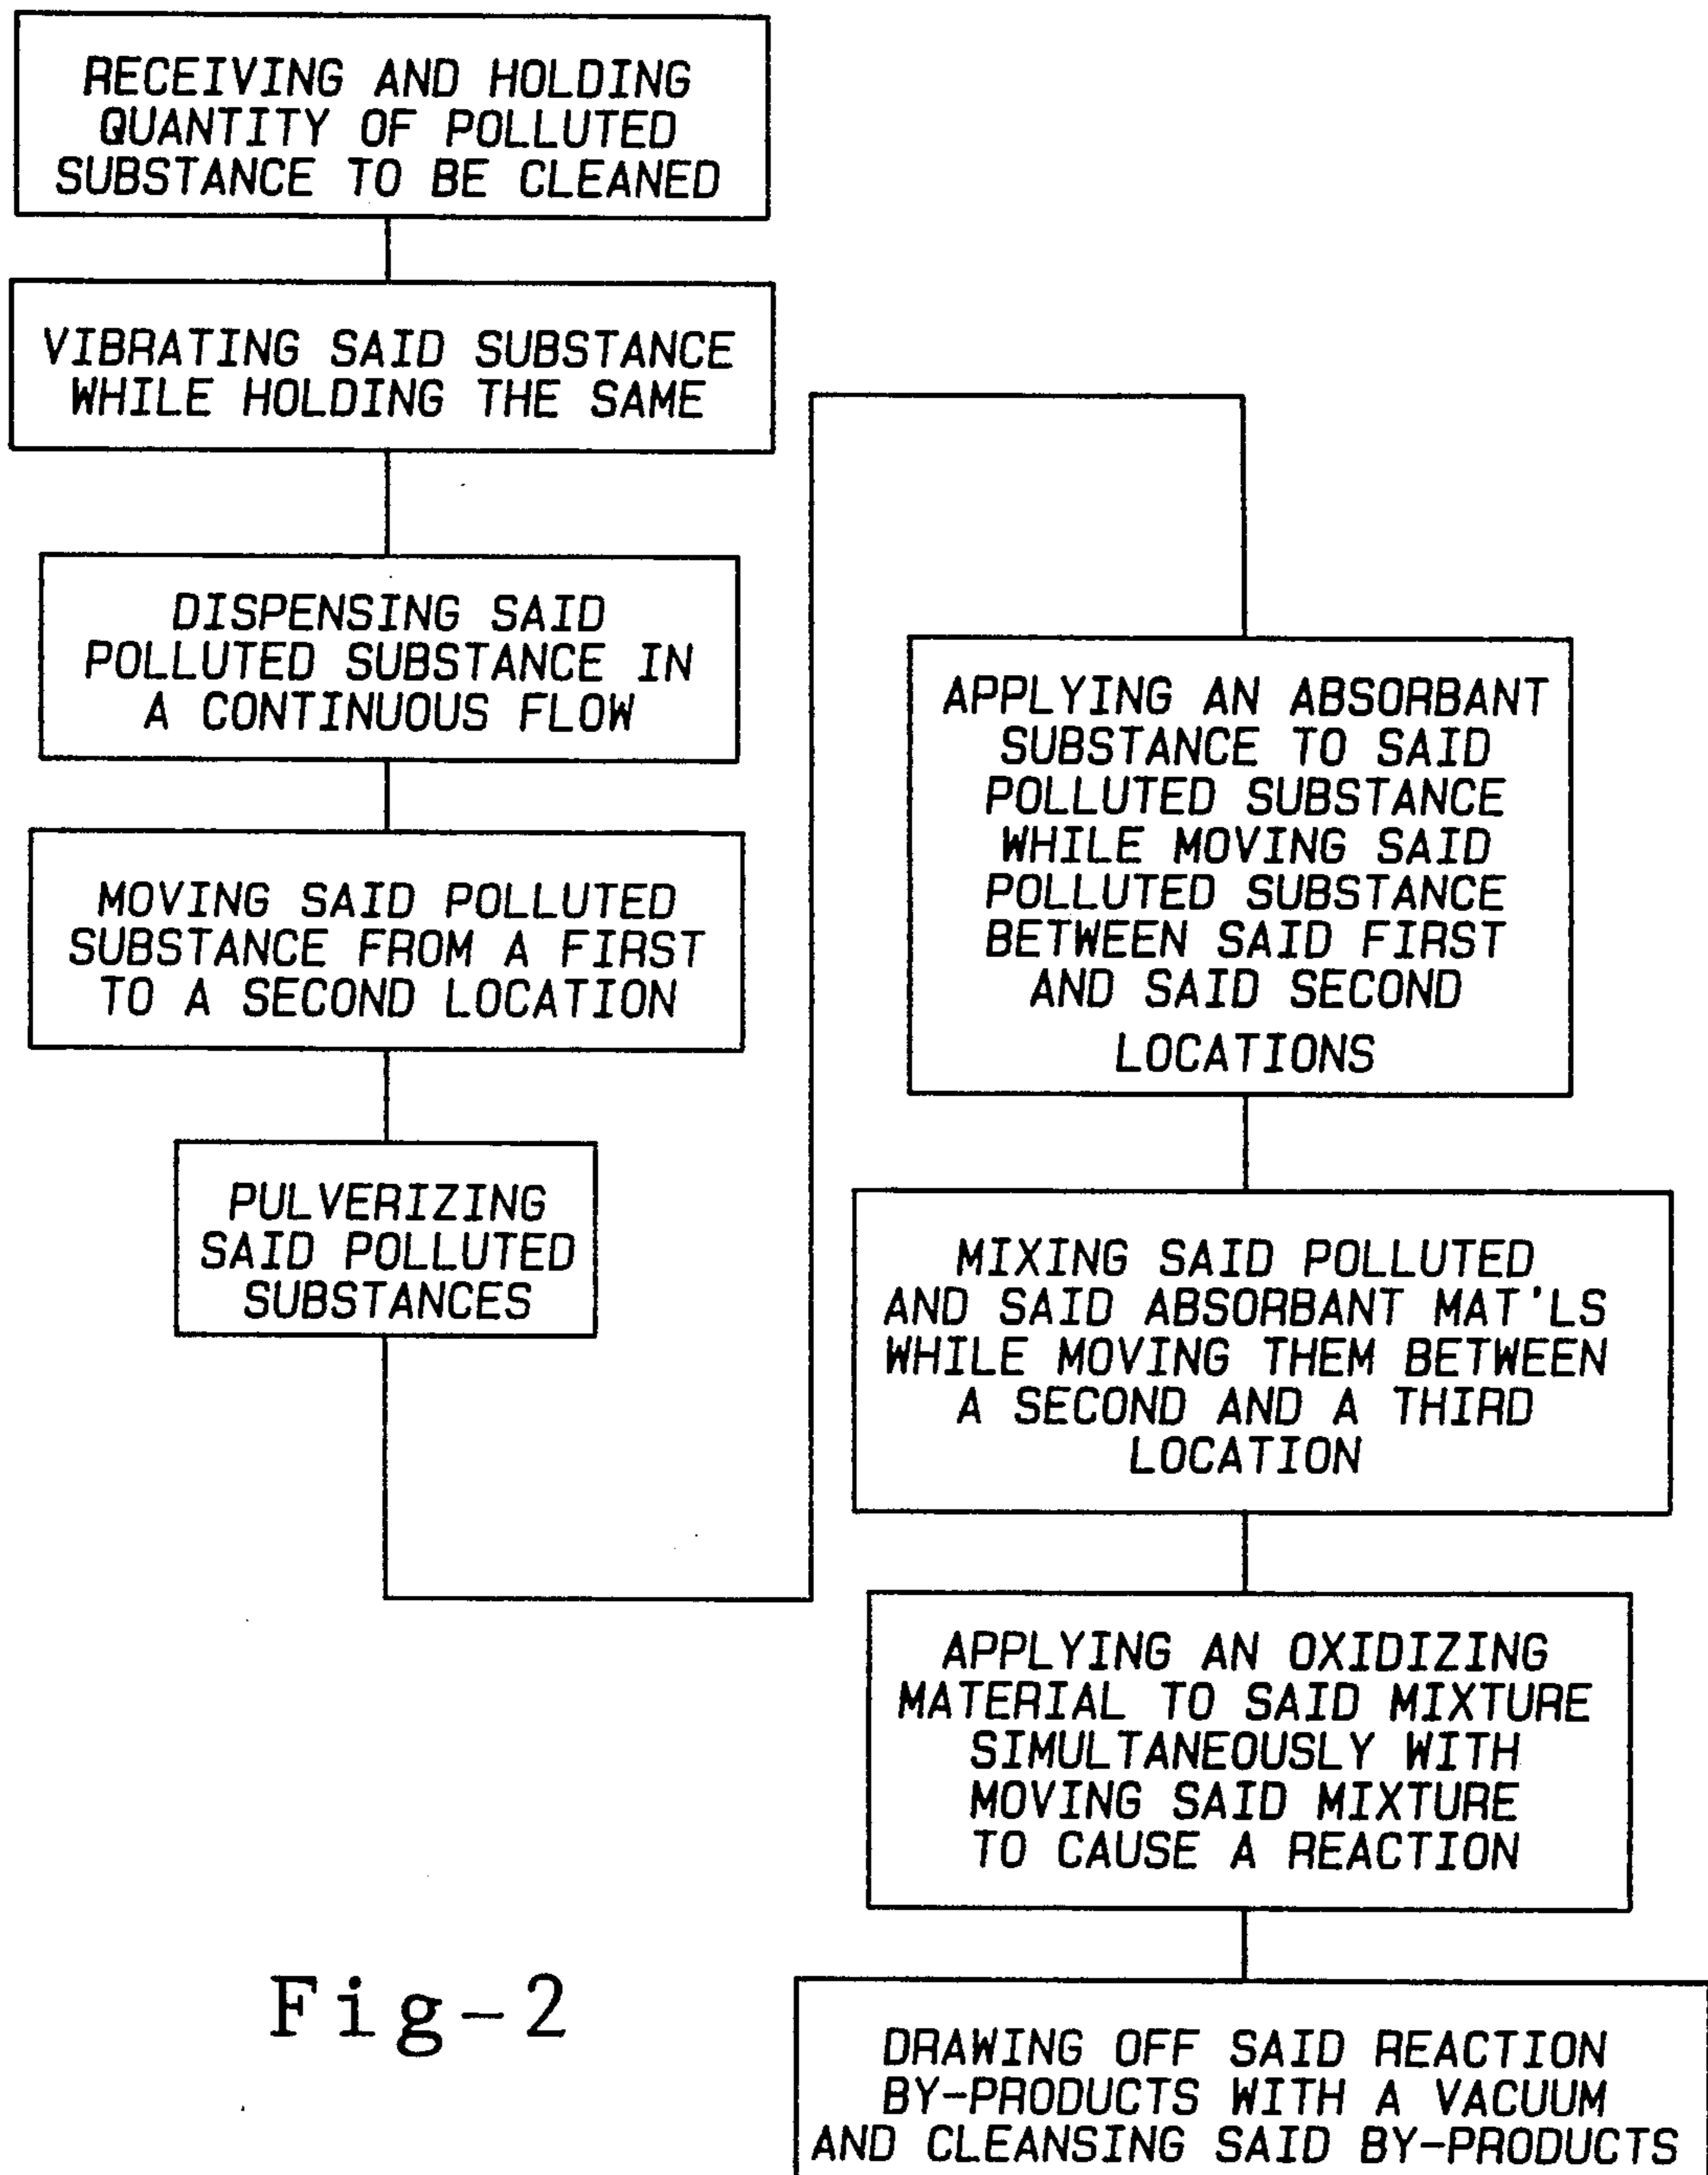 RECEIVING AND HOLDING
QUANTITY OF POLLUTED
SUBSTANCE TO BE CLEANED
VIBRATING SAID SUBSTANCE
WHILE HOLDING THE SAME
DISPENSING SAID
POLLUTED SUBSTANCE IN
A CONTINUOUS FLOW
MOVING SAID POLLUTED
SUBSTANCE FROM A FIRST
TO A SECOND LOCATION
PULVERIZING
SAID POLLUTED
SUBSTANCES
APPLYING AN ABSORBANT
SUBSTANCE TO SAID
POLLUTED SUBSTANCE
WHILE MOVING SAID
POLLUTED SUBSTANCE
BETWEEN SAID FIRST
AND SAID SECOND
LOCATIONS
MIXING SAID POLLUTED
AND SAID ABSORBANT MAT'LS
WHILE MOVING THEM BETWEEN
A SECOND AND A THIRD
LOCATION
APPLYING AN OXIDIZING
MATERIAL TO SAID MIXTURE
SIMULTANEOUSLY WITH
MOVING SAID MIXTURE
TO CAUSE A REACTION
DRAWING OFF SAID REACTION
BY-PRODUCTS WITH A VACUUM
AND CLEANSING SAID BY-PRODUCTS
Fig-2